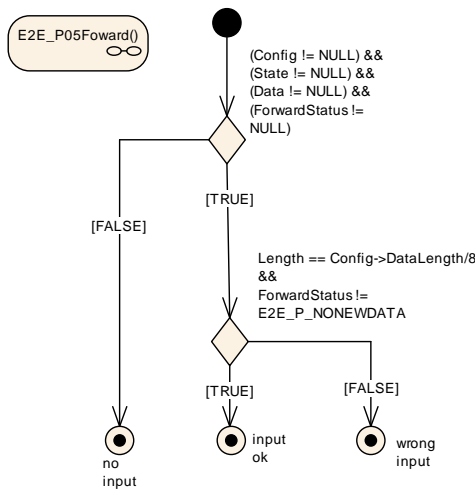 E2E_P05Foward()
(Config != NULL) &&
(State != NULL) &&
(Data != NULL) &&
(ForwardStatus !=
NULL)
[TRUE]
[FALSE]
Length == Config->DataLength/8
&&
ForwardStatus !=
E2E_P_NONEWDATA
[TRUE]
[FALSE]
no
input
input
ok
wrong
input